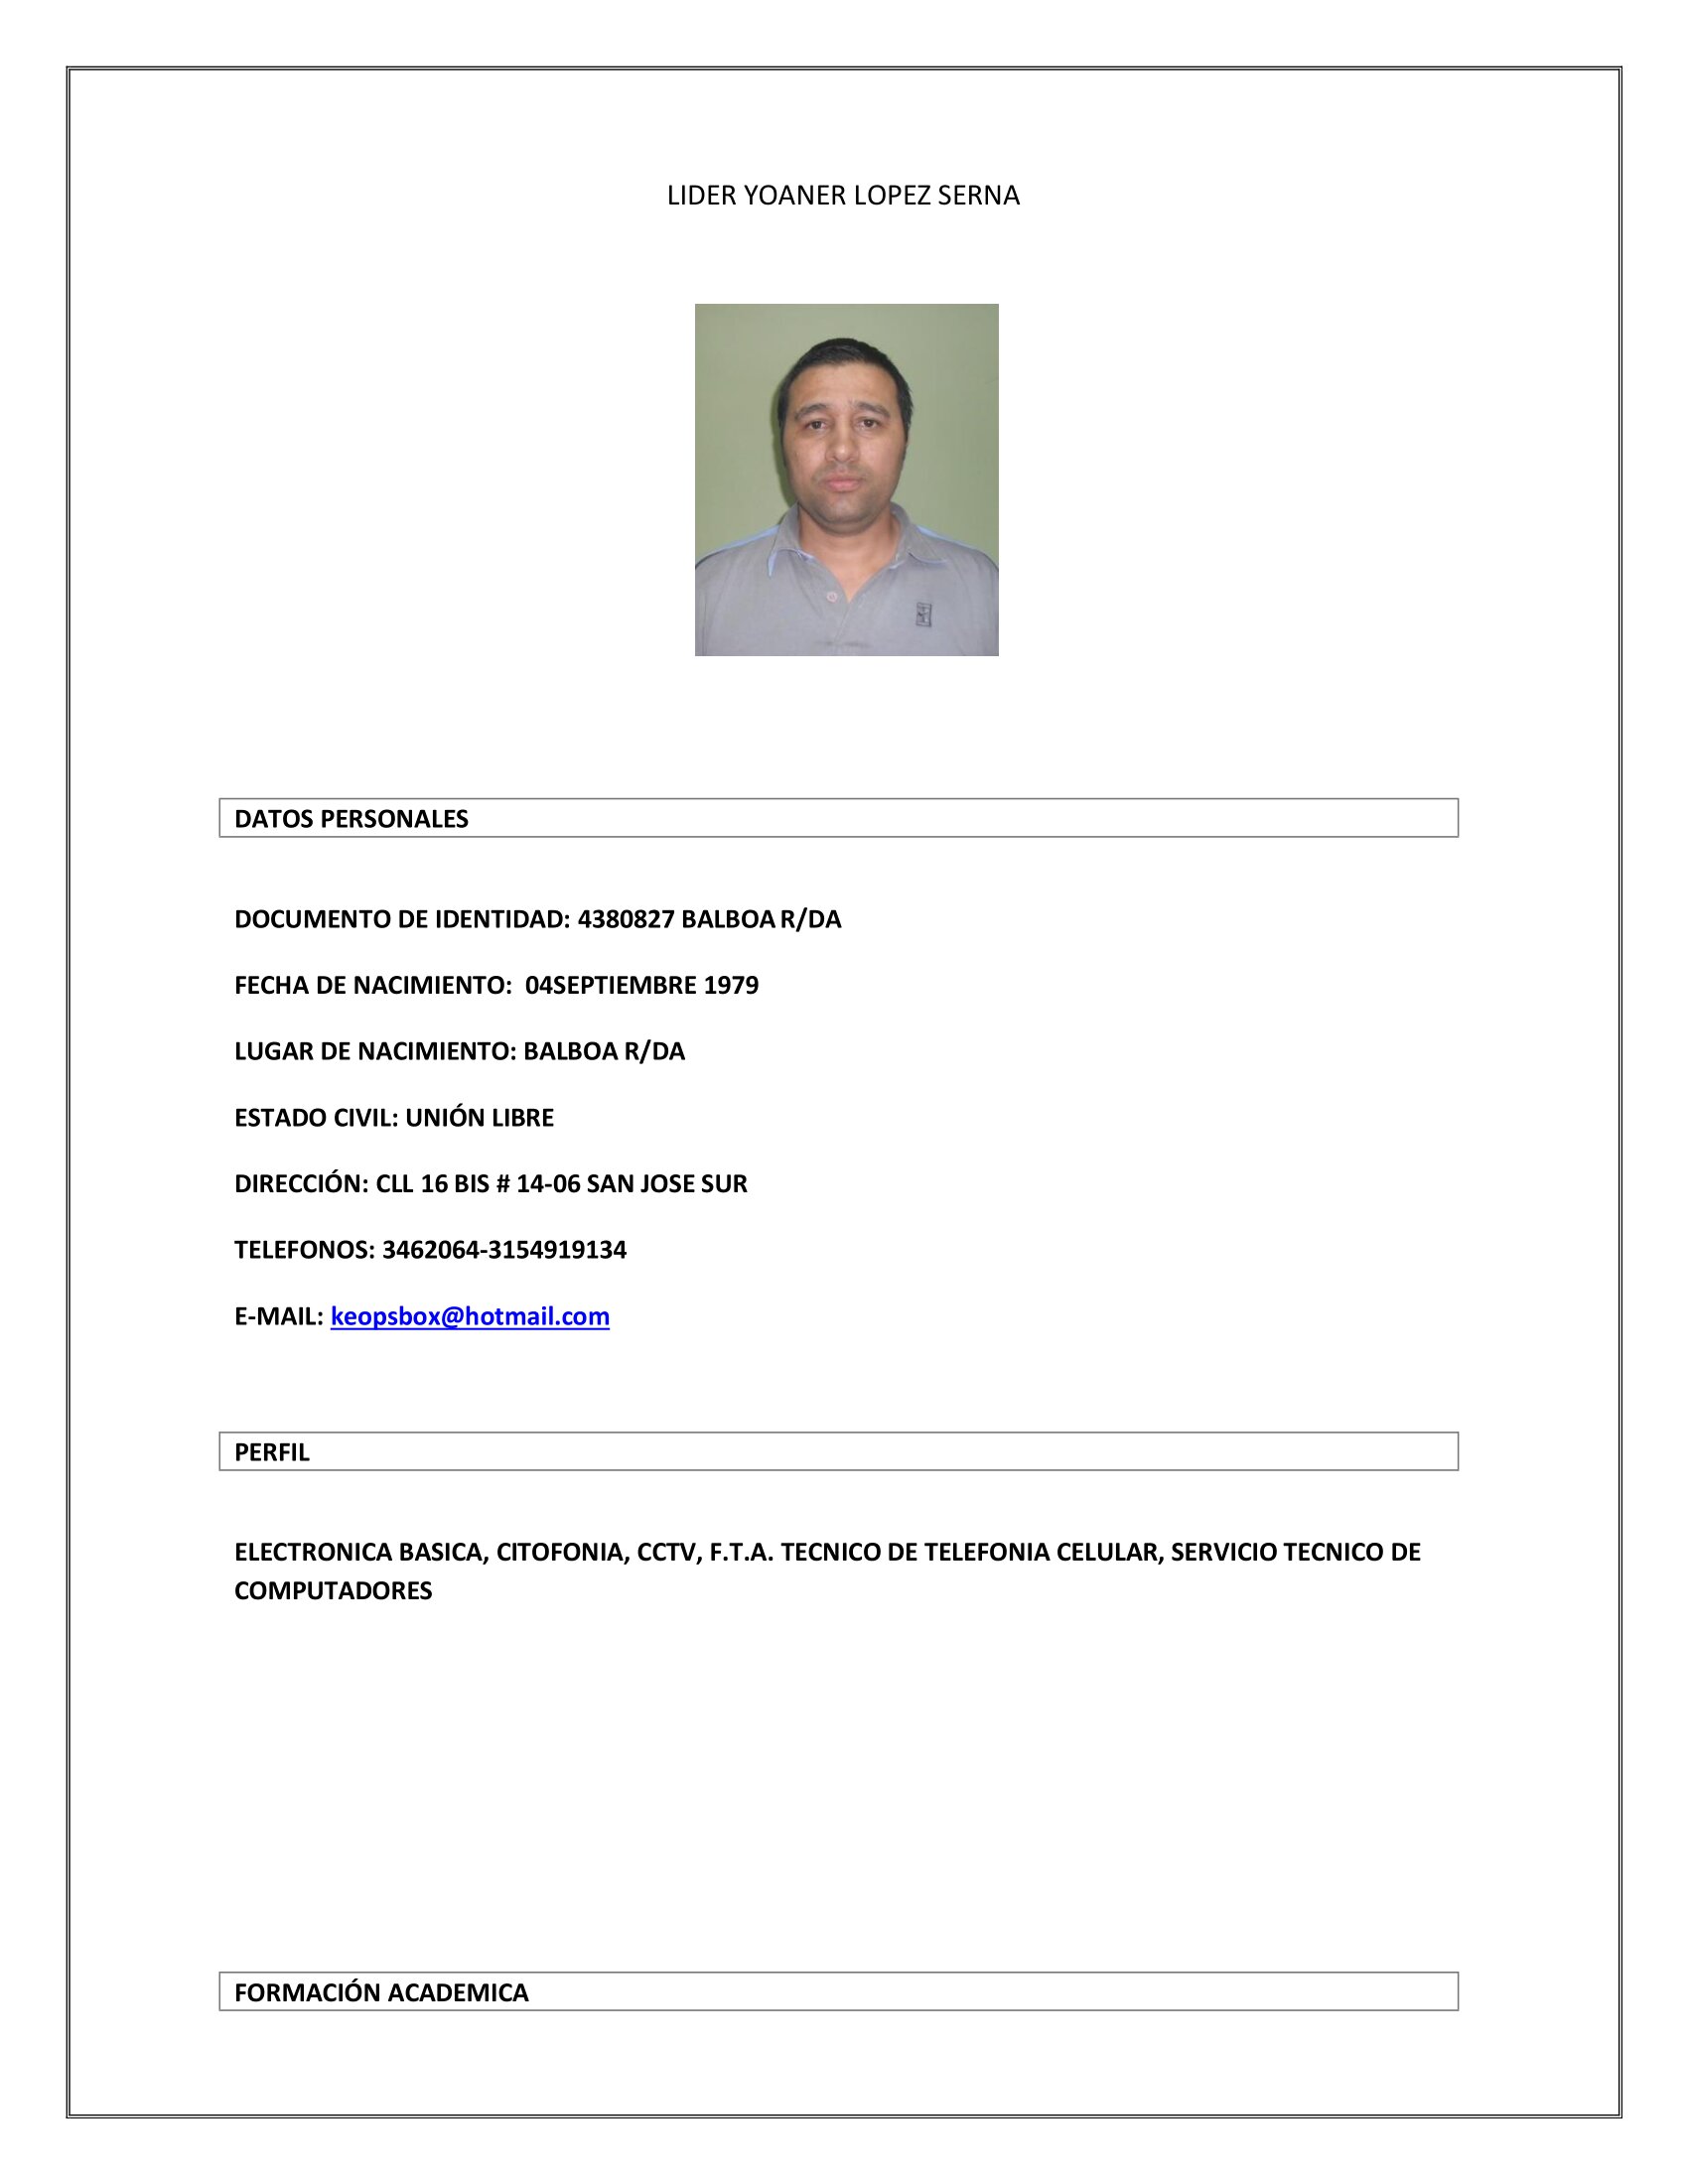 LIDER YOANER LOPEZ SERNA
DATOS PERSONALES
DOCUMENTO DE IDENTIDAD: 4380827 BALBOA R/DA
FECHA DE NACIMIENTO:  04SEPTIEMBRE 1979
LUGAR DE NACIMIENTO: BALBOA R/DA
ESTADO CIVIL: UNIÓN LIBRE
DIRECCIÓN: CLL 16 BIS # 14-06 SAN JOSE SUR
TELEFONOS: 3462064-3154919134
E-MAIL: keopsbox@hotmail.com
PERFIL
ELECTRONICA BASICA, CITOFONIA, CCTV, F.T.A. TECNICO DE TELEFONIA CELULAR, SERVICIO TECNICO DE
COMPUTADORES
FORMACIÓN ACADEMICA